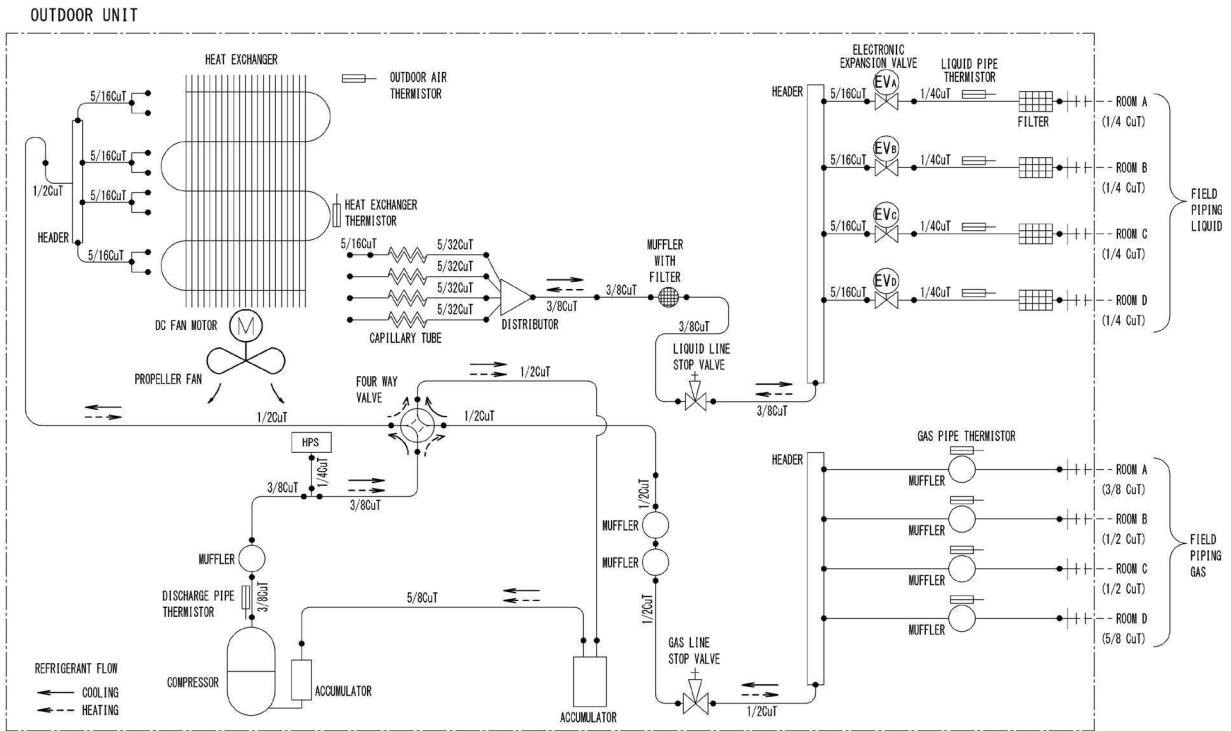 OUTDOOR UNIT
HEAT EXCHANGER
OUTDOOR AIR
THERMISTOR
5/16CuT
5/16CuT
5/16CuT
5/16CuT
1/2CuT
HEADER
HEAT EXCHANGER
THERMISTOR
DC FAN MOTOR
M
PROPELLER FAN
5/16CuT
5/32CuT
5/32CuT
5/32CuT
5/32CuT
CAPILLARY TUBE
DISTRIBUTOR
3/8CuT
3/8CuT
MUFFLER
WITH
FILTER
3/8CuT
LIQUID LINE
STOP VALVE
3/8CuT
HEADER
ELECTRONIC
EXPANSION VALVE
LIQUID PIPE
THERMISTOR
5/16CuT
EVA
1/4CuT
FILTER
ROOM A
(1/4 CuT)
5/16CuT
EVB
1/4CuT
ROOM B
(1/4 CuT)
5/16CuT
EVC
1/4CuT
ROOM C
(1/4 CuT)
5/16CuT
EVD
1/4CuT
ROOM D
(1/4 CuT)
FIELD
PIPING
LIQUID
FOUR WAY
VALVE
1/2CuT
1/2CuT
1/2CuT
HPS
1/4CuT
3/8CuT
3/8CuT
MUFFLER
DISCHARGE PIPE
THERMISTOR
3/8CuT
COMPRESSOR
ACCUMULATOR
5/8CuT
ACCUMULATOR
1/2CuT
MUFFLER
MUFFLER
1/2CuT
GAS LINE
STOP VALVE
1/2CuT
HEADER
GAS PIPE THERMISTOR
MUFFLER
ROOM A
(3/8 CuT)
MUFFLER
ROOM B
(1/2 CuT)
MUFFLER
ROOM C
(1/2 CuT)
MUFFLER
ROOM D
(5/8 CuT)
FIELD
PIPING
GAS
REFRIGERANT FLOW
COOLING
HEATING